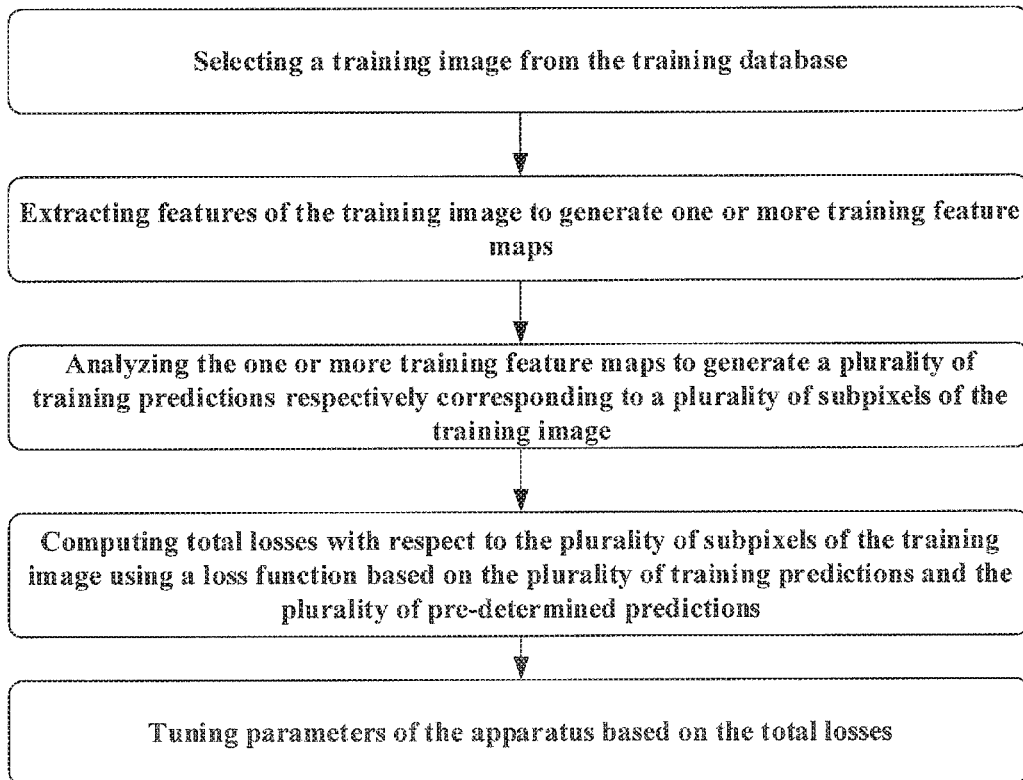 Selecting a training image from the training database
Extracting features of the training image to generate one or more training feature
maps
Analyzing the one or more training feature maps to generate a plurality of
training predictions respectively corresponding to a plurality of subpixels of the
training image
Computing total losses with respect to the plurality of subpixels of the training
image using a loss function based on the plurality of training predictions and the
plurality of pre-determined predictions
Tuning parameters of the apparatus based on the total losses